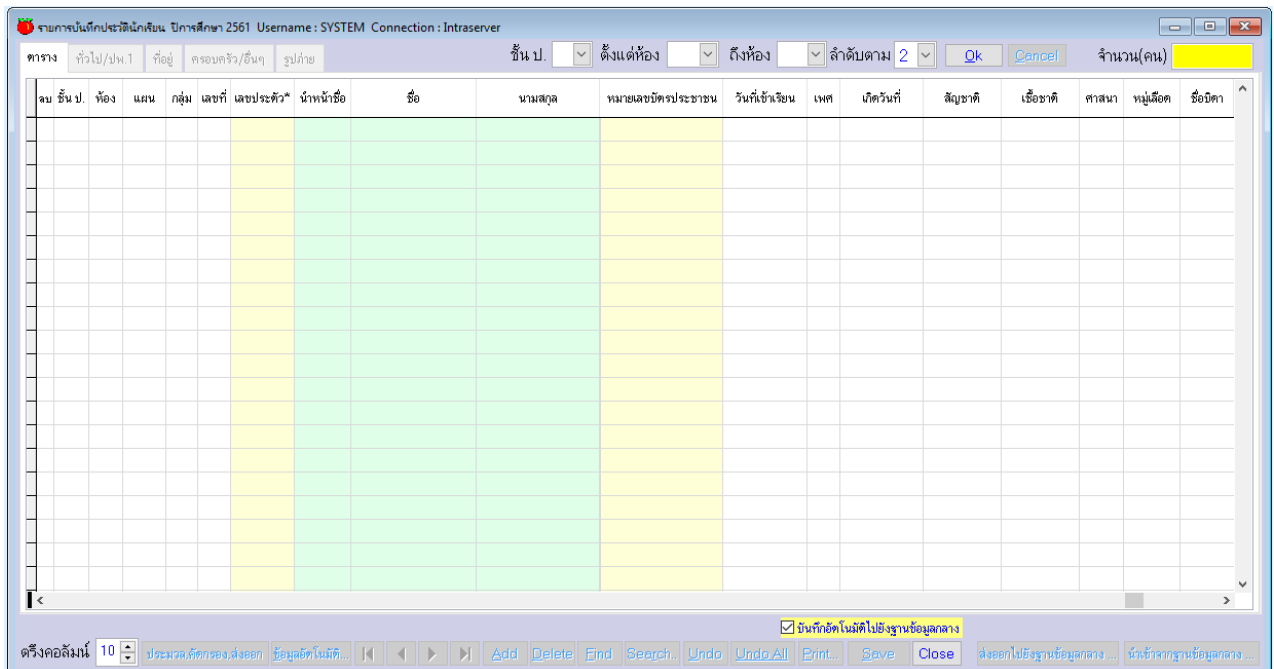 รายการบันทึกประวัตินักเรียน ปีการศึกษา 2561 Username : SYSTEM Connection : Intraserver
ตาราง ทั่วไป/ปพ.1 ที่อยู่ ครอบครัว/อื่นๆ รูปถ่าย ชั้น ป. ตั้งแต่ห้อง ถึงห้อง ลำดับตาม 2 Ok Cancel จำนวน(คน)
ลบ ชั้น ป. ห้อง แผน กลุ่ม เลขที่ เลขประตัว* นำหน้าชื่อ ชื่อ นามสกุล หมายเลขบัตรประชาชน วันที่เข้าเรียน เพศ เกิดวันที่ สัญชาติ เชื้อชาติ ศาสนา หมู่เลือด ชื่อบิดา
บันทึกอัตโนมัติไปยังฐานข้อมูลกลาง
ตรึงคอลัมน์ 10 ประมวล,คัดกรอง,ส่งออก ข้อมูลอัตโนมัติ... Add Delete Find Search.. Undo Undo All Print... Save Close ส่งออกไปยังฐานข้อมูลกลาง ... นำเข้าจากฐานข้อมูลกลาง ...